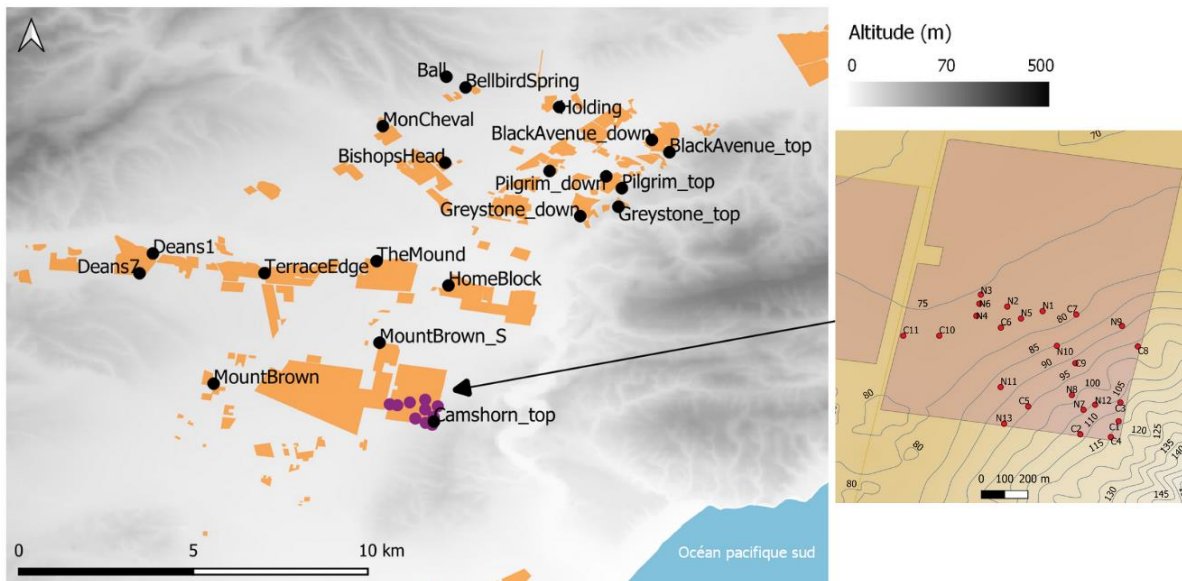 Altitude (m)
0 70 500
Ball
BellbirdSpring
Holding
MonCheval
BlackAvenue_down
BlackAvenue_top
BishopsHead
Pilgrim_down
Pilgrim_top
Greystone_down
Greystone_top
Deans1
Deans7
TerraceEdge
TheMound
HomeBlock
MountBrown_S
MountBrown
Camshorn_top
0 5 10 km
Océan pacifique sud
70
75
N3
N6
N4
N2
N5
C6
N1
C7
80
N9
C11
C10
85
N10
C8
90
C9
95
100
N11
N8
105
C5
N7
N12
C3
N13
110
C1
C2
C4
115
120
125
135
140
80
80
80
130
145
0 100 200 m